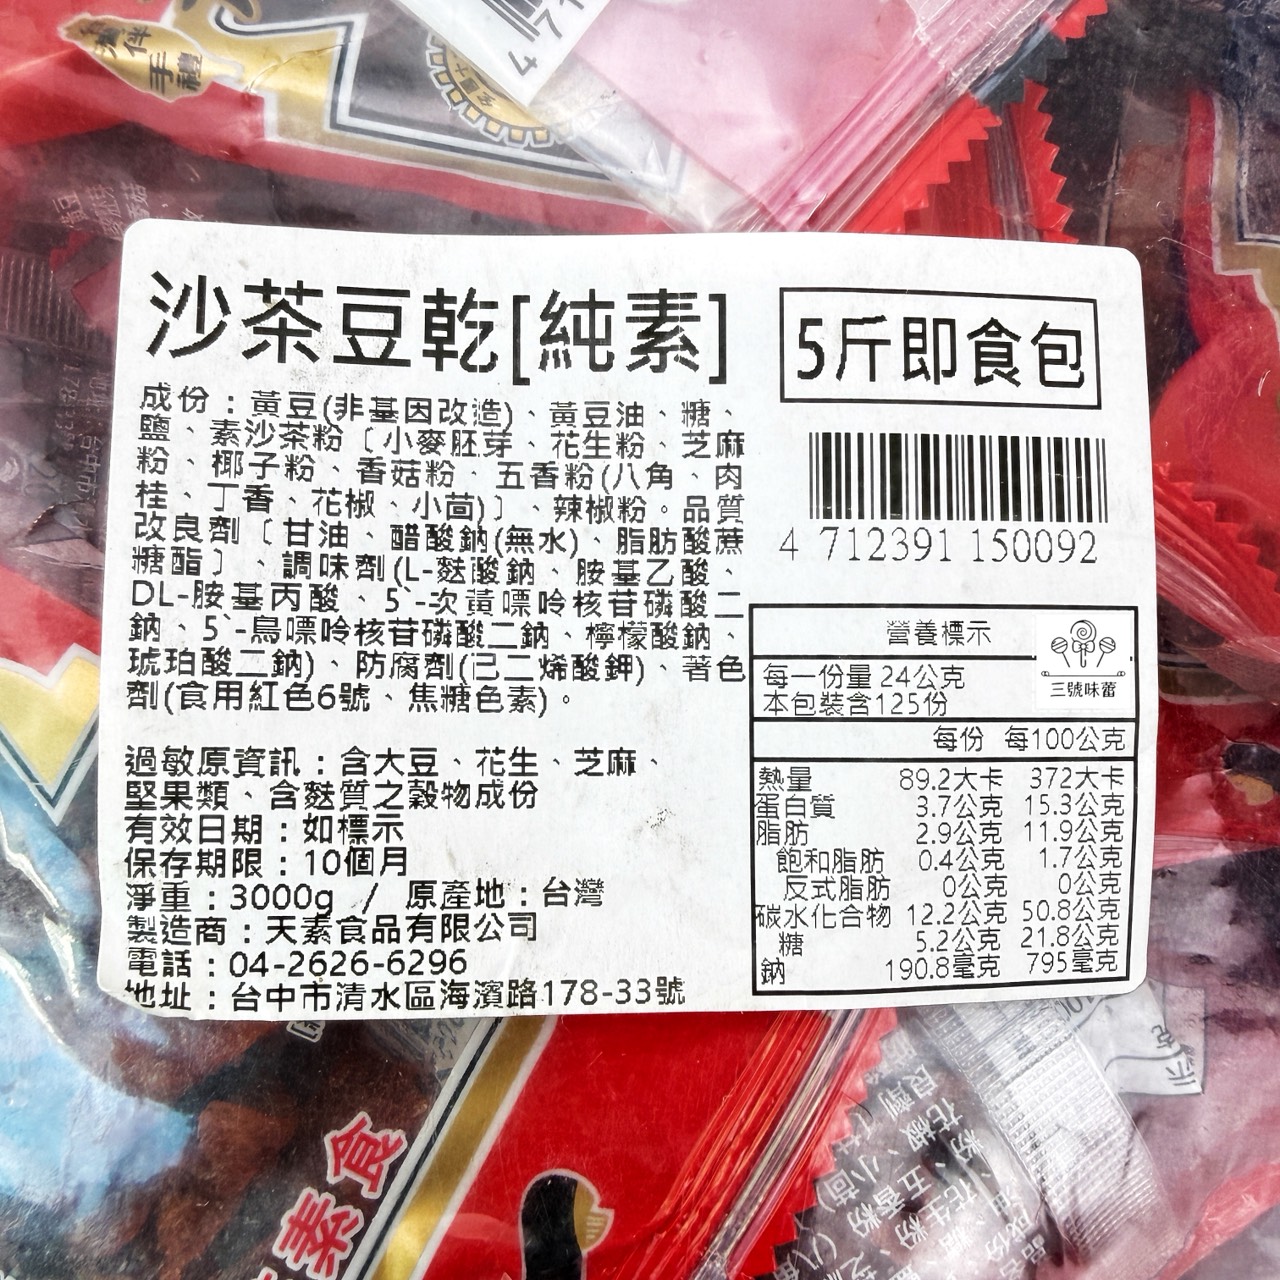 沙茶豆乾[純素]
5斤即食包
成份：黃豆(非基因改造)、黃豆油、糖、
鹽、素沙茶粉〔小麥胚芽、花生粉、芝麻
粉、椰子粉、香菇粉、五香粉(八角、肉
桂、丁香、花椒、小茴)〕、辣椒粉。品質
改良劑〔甘油、醋酸鈉(無水)、脂肪酸蔗
糖酯〕、調味劑(L-麩酸鈉、胺基乙酸、
DL-胺基丙酸、5`-次黃嘌呤核苷磷酸二
鈉、5`-鳥嘌呤核苷磷酸二鈉、檸檬酸鈉、
琥珀酸二鈉)、防腐劑(己二烯酸鉀)、著色
劑(食用紅色6號、焦糖色素)。
過敏原資訊：含大豆、花生、芝麻、
堅果類、含麩質之穀物成份
有效日期：如標示
保存期限：10個月
淨重：3000g / 原產地：台灣
製造商：天素食品有限公司
電話：04-2626-6296
地址：台中市清水區海濱路178-33號
4 712391 150092
營養標示
三號味蕾
每一份量 24公克
本包裝含125份
每份 每100公克
熱量 89.2大卡 372大卡
蛋白質 3.7公克 15.3公克
脂肪 2.9公克 11.9公克
飽和脂肪 0.4公克 1.7公克
反式脂肪 0公克 0公克
碳水化合物 12.2公克 50.8公克
糖 5.2公克 21.8公克
鈉 190.8毫克 795毫克
伴
手禮
素食